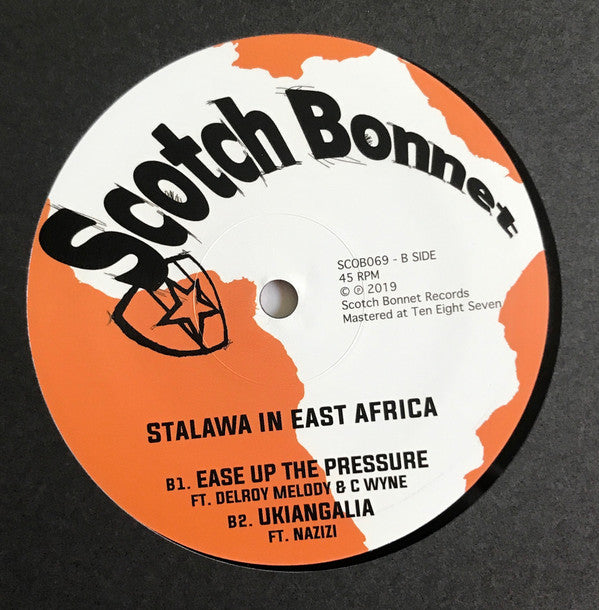 Scotch Bonnet
SCOB069 - B SIDE
45 RPM
© ℗ 2019
Scotch Bonnet Records
Mastered at Ten Eight Seven
STALAWA IN EAST AFRICA
B1. EASE UP THE PRESSURE
FT. DELROY MELODY & C WYNE
B2. UKIANGALIA
FT. NAZIZI